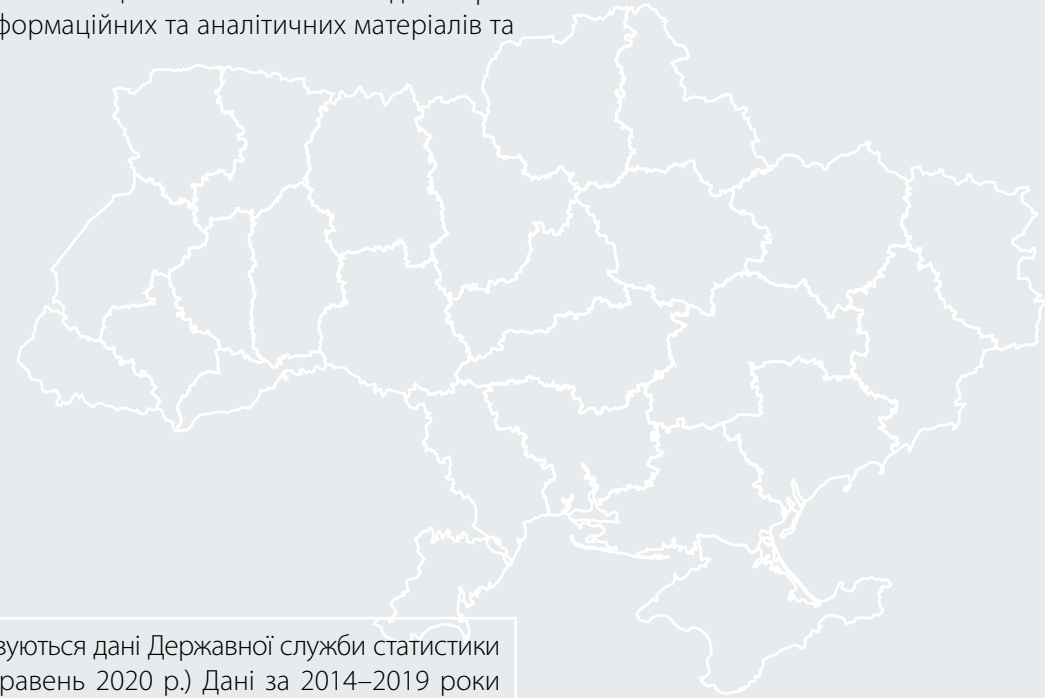 формаційних та аналітичних матеріалів та
вуються дані Державної служби статистики
равень 2020 р.) Дані за 2014–2019 роки